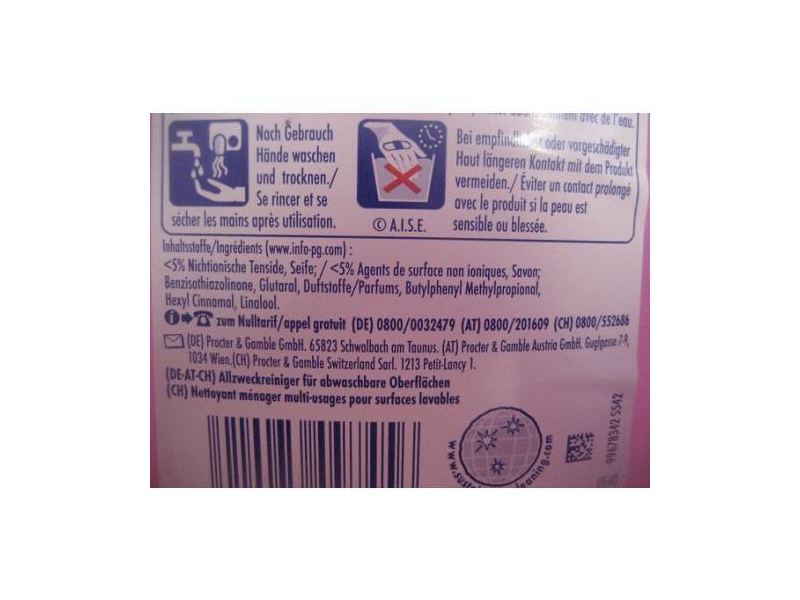 avec de l'eau.
Nach Gebrauch
Hände waschen
und trocknen./
Se rincer et se
sécher les mains après utilisation.
© A.I.S.E.
Bei empfindlicher oder vorgeschädigter
Haut längeren Kontakt mit dem Produkt
vermeiden./ Éviter un contact prolongé
avec le produit si la peau est
sensible ou blessée.
Inhaltsstoffe/Ingrédients (www.info-pg.com) :
<5% Nichtionische Tenside, Seife; / <5% Agents de surface non ioniques, Savon;
Benzisothiazolinone, Glutaral, Duftstoffe/Parfums, Butylphenyl Methylpropional,
Hexyl Cinnamal, Linalool.
zum Nulltarif/appel gratuit (DE) 0800/0032479 (AT) 0800/201609 (CH) 0800/552686
(DE) Procter & Gamble GmbH. 65823 Schwalbach am Taunus. (AT) Procter & Gamble Austria GmbH. Guglgasse 7-9,
1034 Wien.(CH) Procter & Gamble Switzerland Sarl. 1213 Petit-Lancy 1.
(DE-AT-CH) Allzweckreiniger für abwaschbare Oberflächen
(CH) Nettoyant ménager multi-usages pour surfaces lavables
99678342 5542